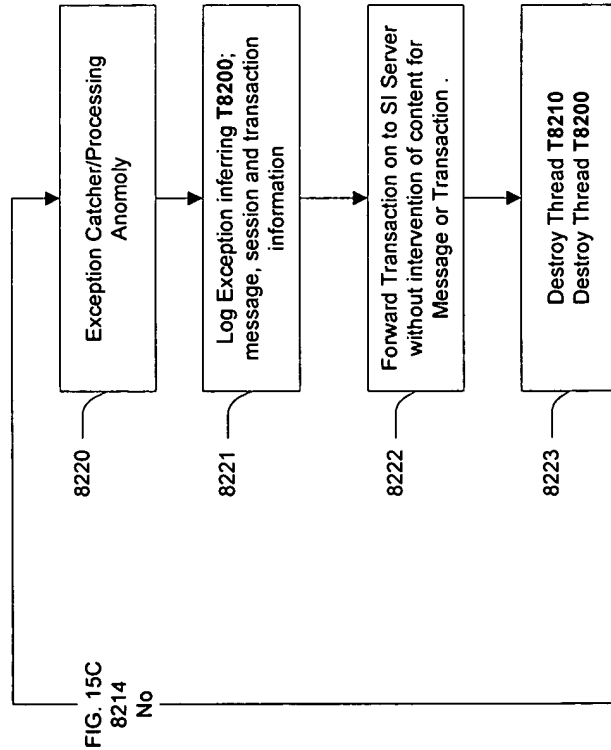 FIG. 15C
8214
No
8220
Exception Catcher/Processing
Anomoly
8221
Log Exception inferring T8200;
message, session and transaction
information
8222
Forward Transaction on to SI Server
without intervention of content for
Message or Transaction .
8223
Destroy Thread T8210
Destroy Thread T8200